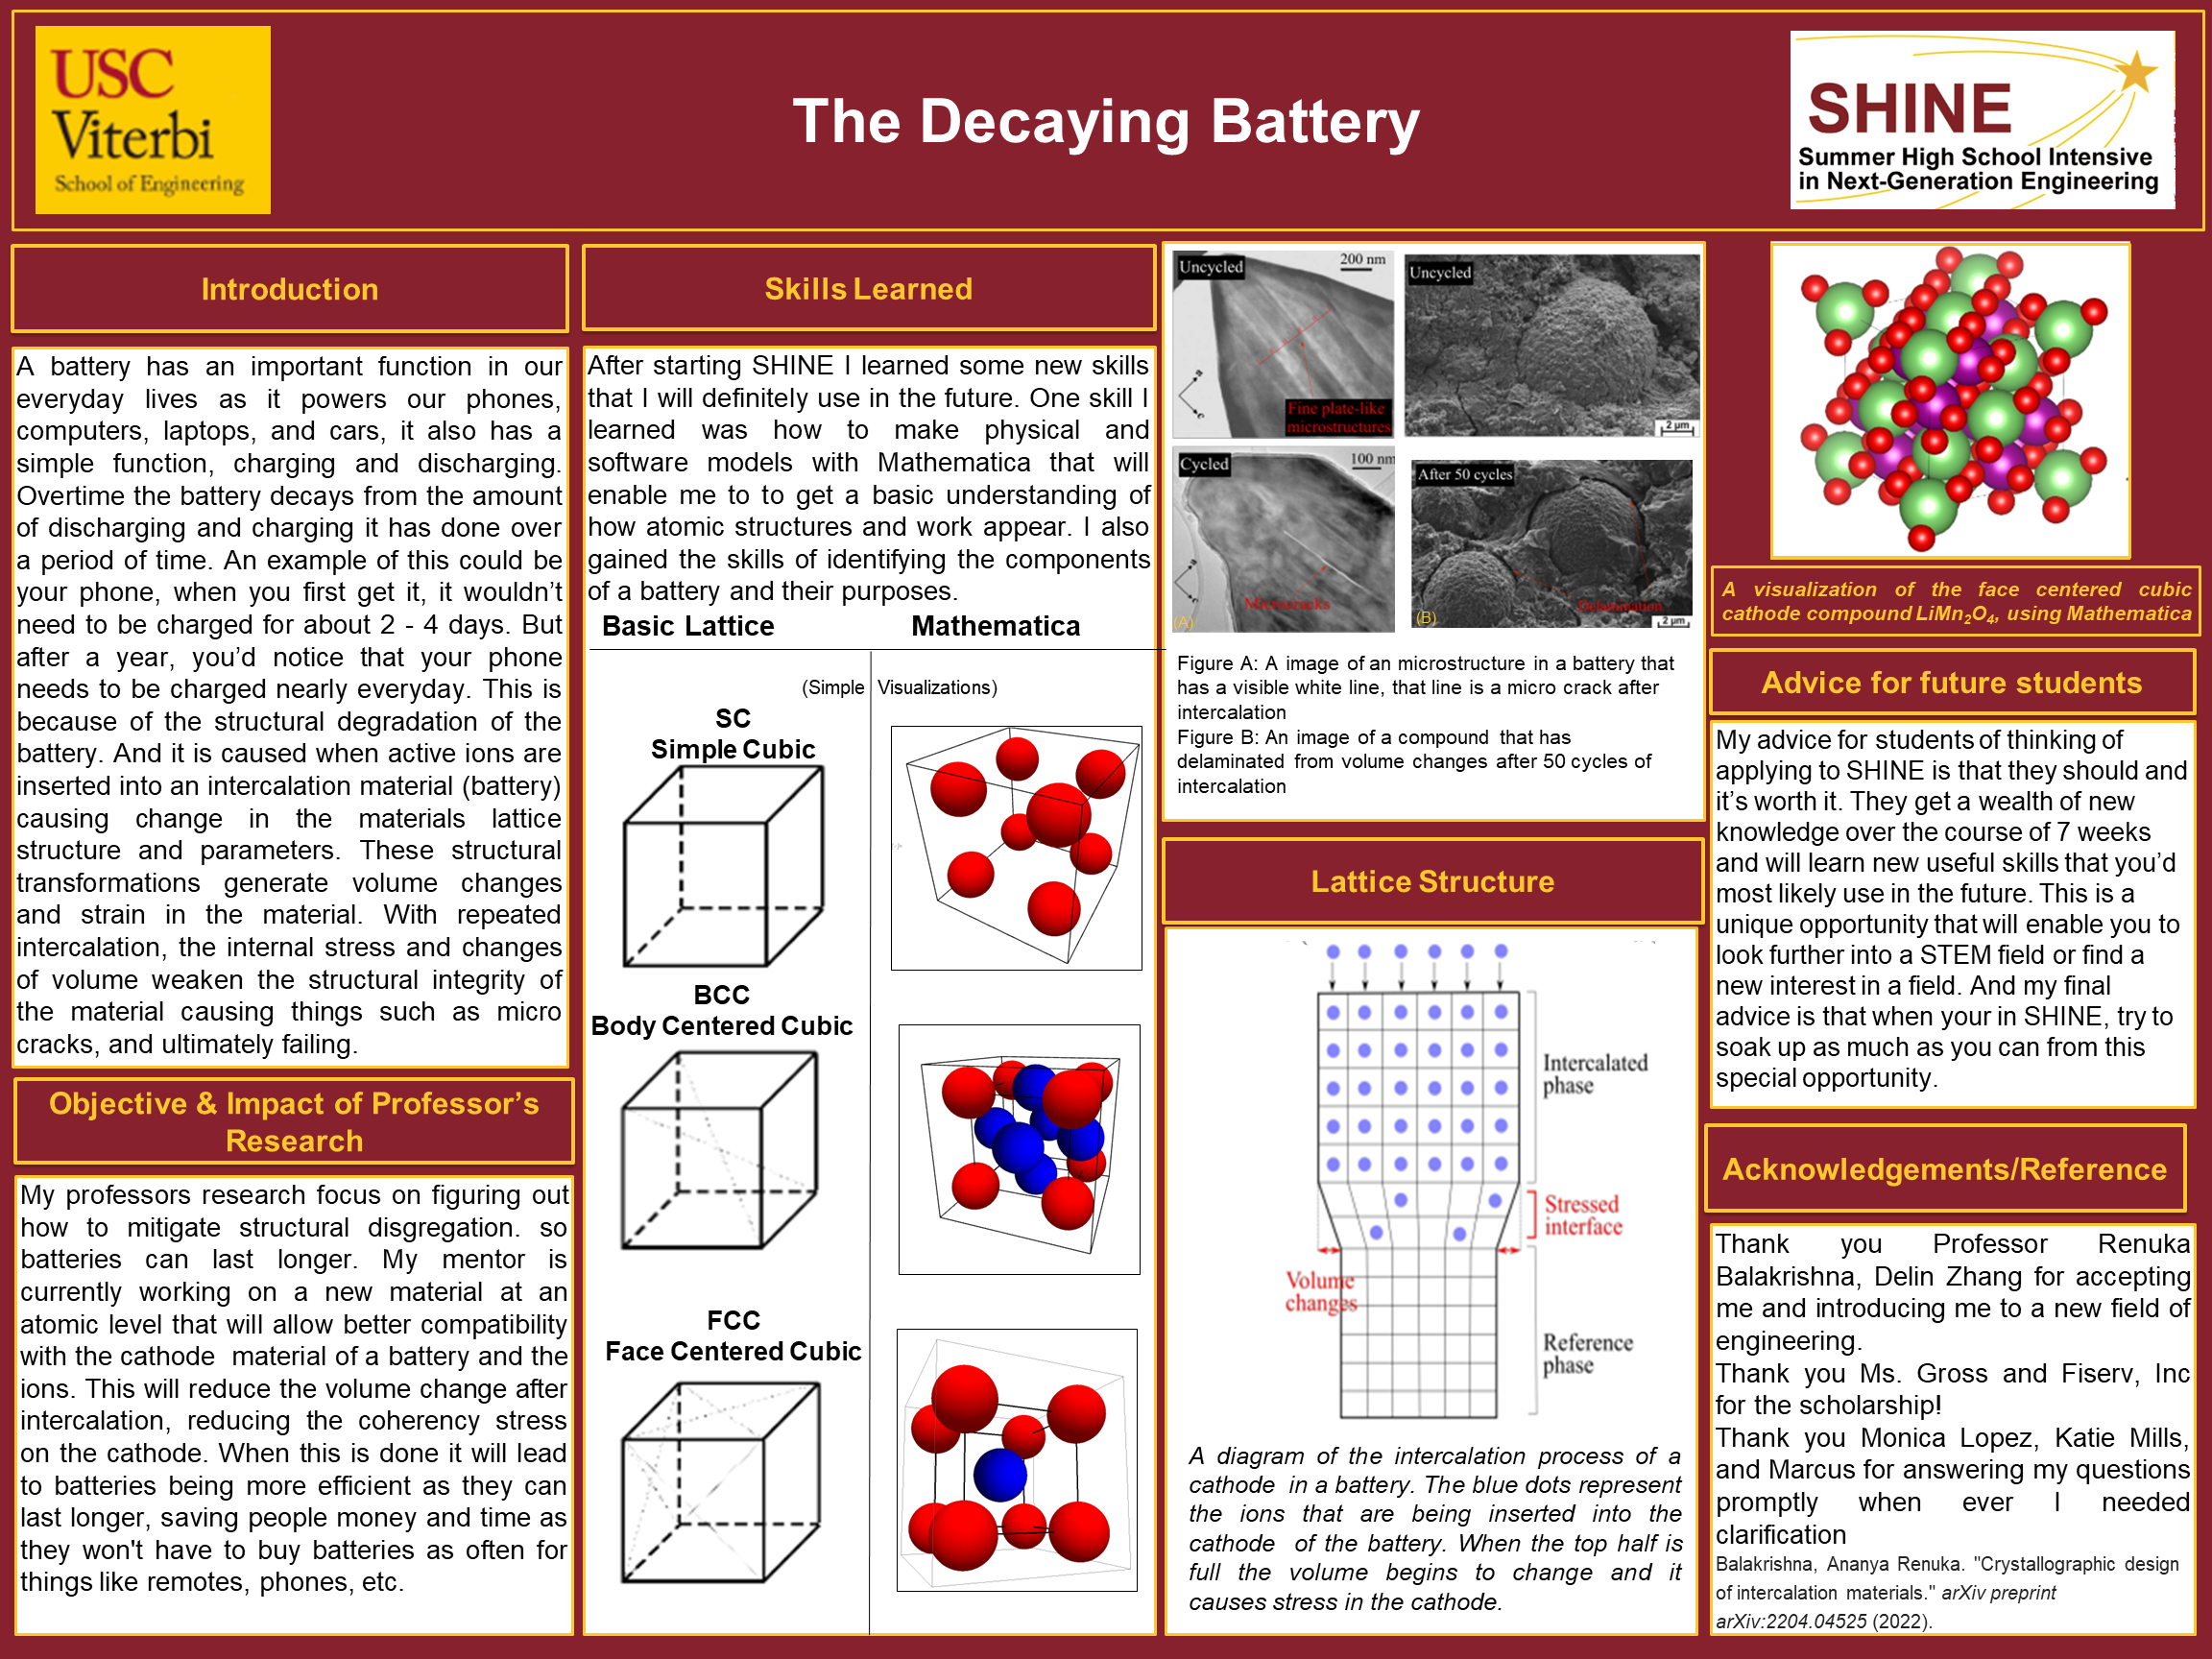 USC
Viterbi
School of Engineering
The Decaying Battery
SHINE
Summer High School Intensive
in Next-Generation Engineering
Introduction
A battery has an important function in our
everyday lives as it powers our phones,
computers, laptops, and cars, it also has a
simple function, charging and discharging.
Overtime the battery decays from the amount
of discharging and charging it has done over
a period of time. An example of this could be
your phone, when you first get it, it wouldn't
need to be charged for about 2 - 4 days. But
after a year, you'd notice that your phone
needs to be charged nearly everyday. This is
because of the structural degradation of the
battery. And it is caused when active ions are
inserted into an intercalation material (battery)
causing change in the materials lattice
structure and parameters. These structural
transformations generate volume changes
and strain in the material. With repeated
intercalation, the internal stress and changes
of volume weaken the structural integrity of
the material causing things such as micro
cracks, and ultimately failing.
Objective & Impact of Professor's
Research
My professors research focus on figuring out
how to mitigate structural disgregation. so
batteries can last longer. My mentor is
currently working on a new material at an
atomic level that will allow better compatibility
with the cathode material of a battery and the
ions. This will reduce the volume change after
intercalation, reducing the coherency stress
on the cathode. When this is done it will lead
to batteries being more efficient as they can
last longer, saving people money and time as
they won't have to buy batteries as often for
things like remotes, phones, etc.
Skills Learned
After starting SHINE I learned some new skills
that I will definitely use in the future. One skill I
learned was how to make physical and
software models with Mathematica that will
enable me to to get a basic understanding of
how atomic structures and work appear. I also
gained the skills of identifying the components
of a battery and their purposes.
Basic Lattice Mathematica
(Simple Visualizations)
SC
Simple Cubic
BCC
Body Centered Cubic
FCC
Face Centered Cubic
Uncycled
200 nm
Fine plate-like
microstructures
Uncycled
2 μm
Cycled
100 nm
Microcracks
(A)
After 50 cycles
Delamination
(B)
2 μm
Figure A: A image of an microstructure in a battery that
has a visible white line, that line is a micro crack after
intercalation
Figure B: An image of a compound that has
delaminated from volume changes after 50 cycles of
intercalation
Lattice Structure
Intercalated
phase
Stressed
interface
Volume
changes
Reference
phase
A diagram of the intercalation process of a
cathode in a battery. The blue dots represent
the ions that are being inserted into the
cathode of the battery. When the top half is
full the volume begins to change and it
causes stress in the cathode.
A visualization of the face centered cubic
cathode compound LiMn₂O₄, using Mathematica
Advice for future students
My advice for students of thinking of
applying to SHINE is that they should and
it's worth it. They get a wealth of new
knowledge over the course of 7 weeks
and will learn new useful skills that you'd
most likely use in the future. This is a
unique opportunity that will enable you to
look further into a STEM field or find a
new interest in a field. And my final
advice is that when your in SHINE, try to
soak up as much as you can from this
special opportunity.
Acknowledgements/Reference
Thank you Professor Renuka
Balakrishna, Delin Zhang for accepting
me and introducing me to a new field of
engineering.
Thank you Ms. Gross and Fiserv, Inc
for the scholarship!
Thank you Monica Lopez, Katie Mills,
and Marcus for answering my questions
promptly when ever I needed
clarification
Balakrishna, Ananya Renuka. "Crystallographic design
of intercalation materials." arXiv preprint
arXiv:2204.04525 (2022).